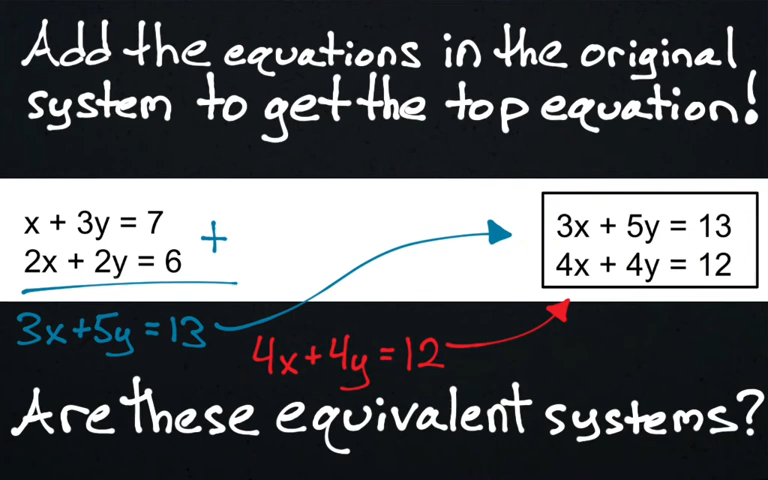 Add the equations in the original
system to get the top equation!
x + 3y = 7
2x + 2y = 6
+
3x + 5y = 13
4x + 4y = 12
3x+5y=13
4x+4y=12
Are these equivalent systems?